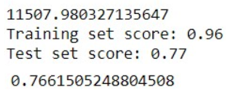 11507.980327135647
Training set score: 0.96
Test set score: 0.77
0.7661505248804508